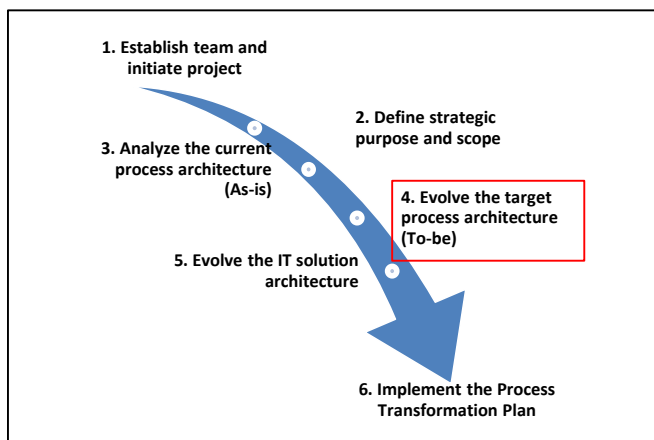 1. Establish team and
initiate project
2. Define strategic
purpose and scope
3. Analyze the current
process architecture
(As-is)
4. Evolve the target
process architecture
(To-be)
5. Evolve the IT solution
architecture
6. Implement the Process
Transformation Plan